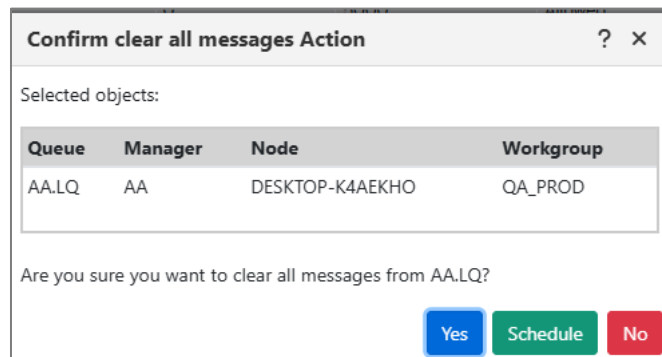 Confirm clear all messages Action ? ×
Selected objects:
Queue Manager Node Workgroup
AA.LQ AA DESKTOP-K4AEKHO QA_PROD
Are you sure you want to clear all messages from AA.LQ?
Yes Schedule No